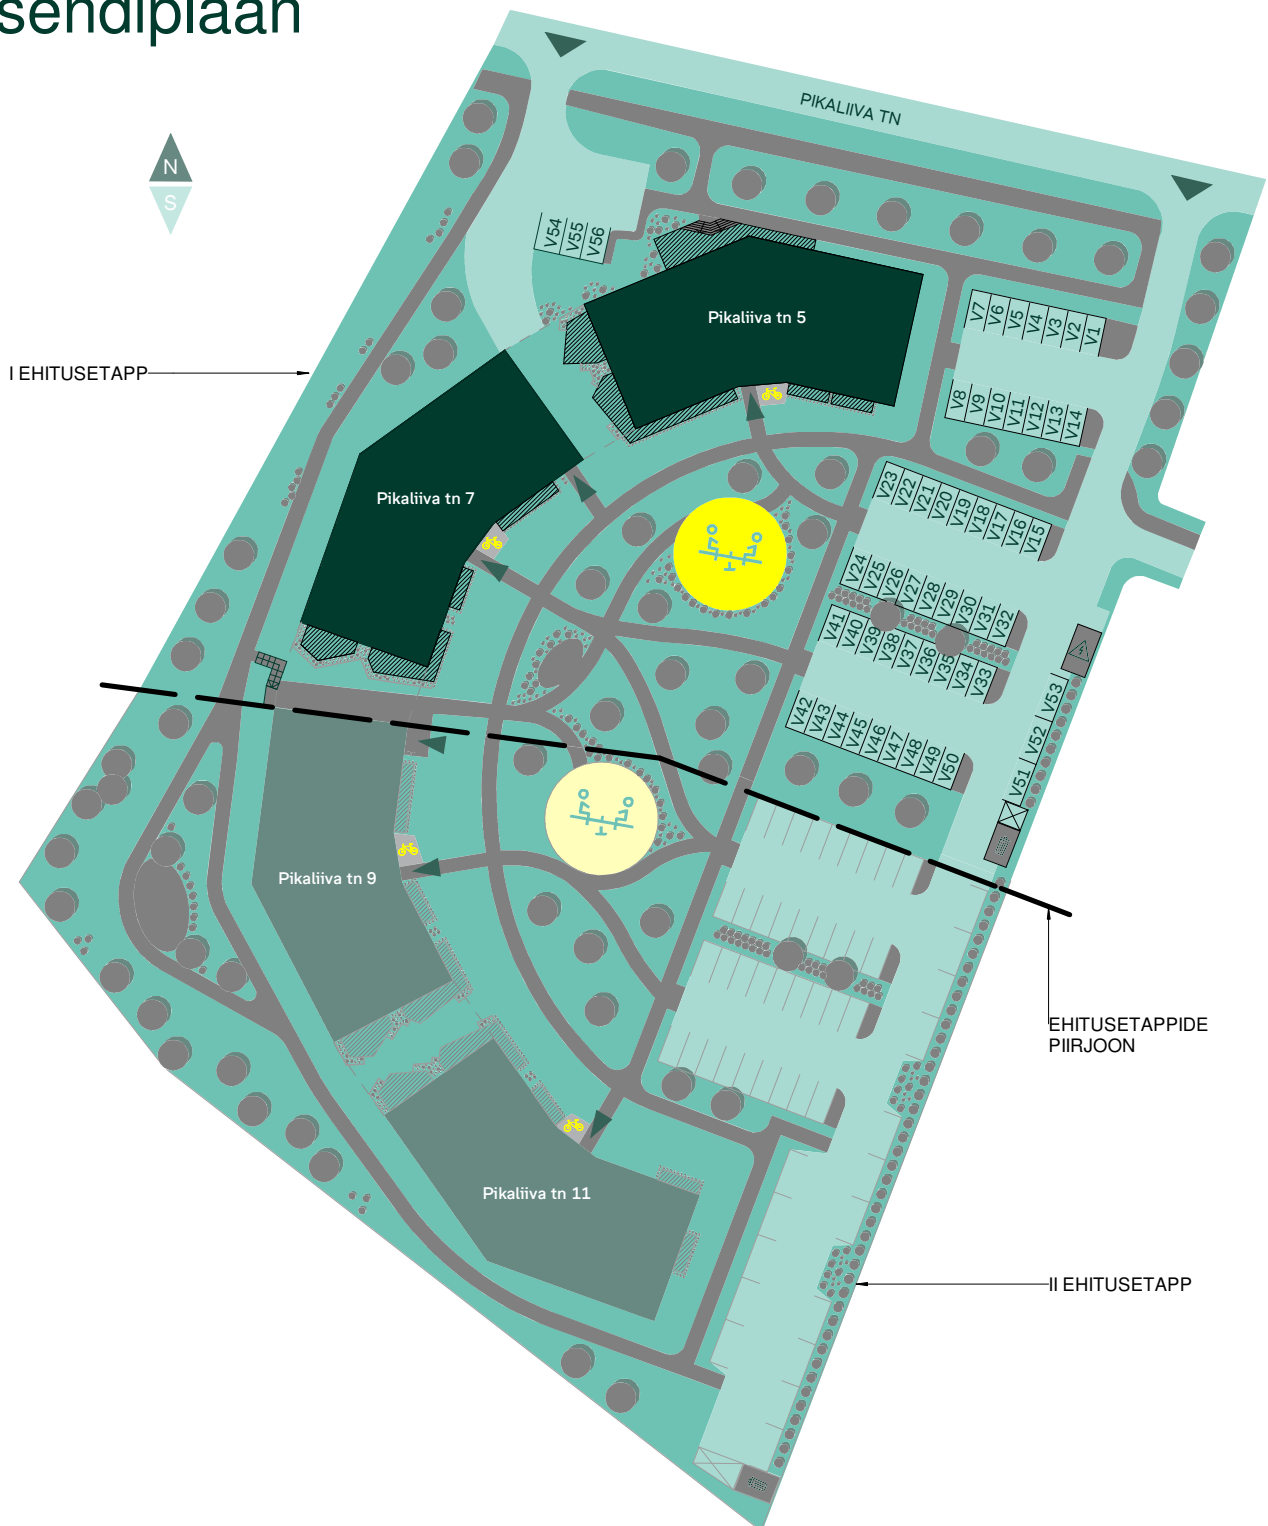 sendiplaan
PIKALIIVA TN
N
S
V54
V55
V56
Pikaliiva tn 5
V7
V6
V5
V4
V3
V2
V1
I EHITUSETAPP
V8
V9
V10
V11
V12
V13
V14
Pikaliiva tn 7
V23
V22
V21
V20
V19
V18
V17
V16
V15
V24
V25
V26
V27
V28
V29
V30
V31
V32
V41
V40
V39
V38
V37
V36
V35
V34
V33
V42
V43
V44
V45
V46
V47
V48
V49
V50
V53
V52
V51
Pikaliiva tn 9
EHITUSETAPPIDE
PIIRJOON
Pikaliiva tn 11
II EHITUSETAPP